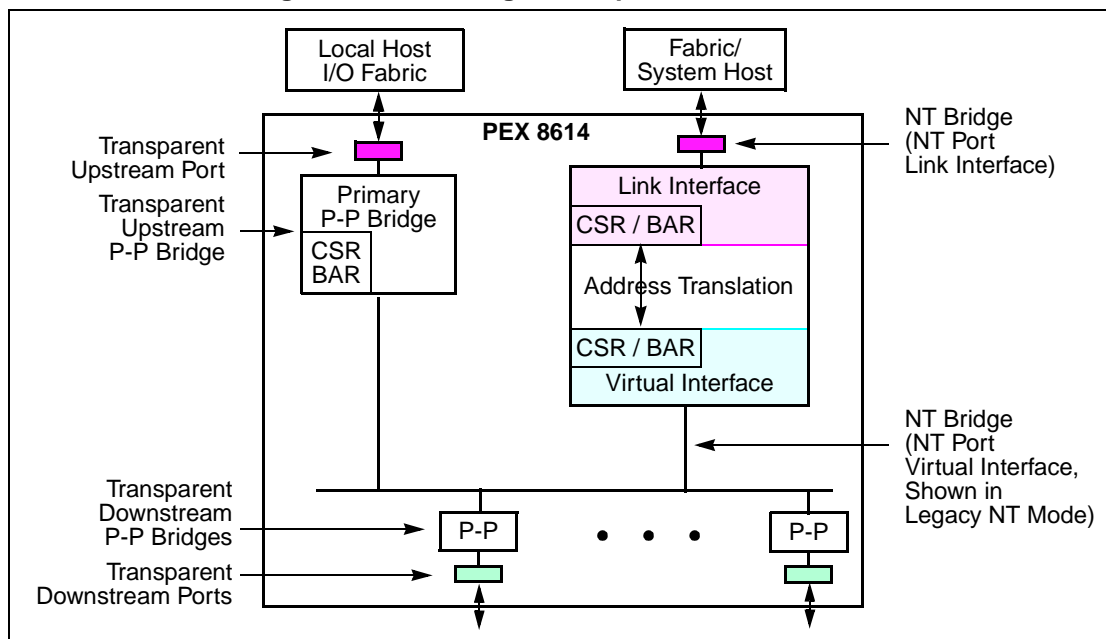 Local Host
I/O Fabric
Fabric/
System Host
PEX 8614
Transparent
Upstream Port
NT Bridge
(NT Port
Link Interface)
Transparent
Upstream
P-P Bridge
Primary
P-P Bridge
CSR
BAR
Link Interface
CSR / BAR
Address Translation
CSR / BAR
Virtual Interface
NT Bridge
(NT Port
Virtual Interface,
Shown in
Legacy NT Mode)
Transparent
Downstream
P-P Bridges
P-P
P-P
Transparent
Downstream Ports